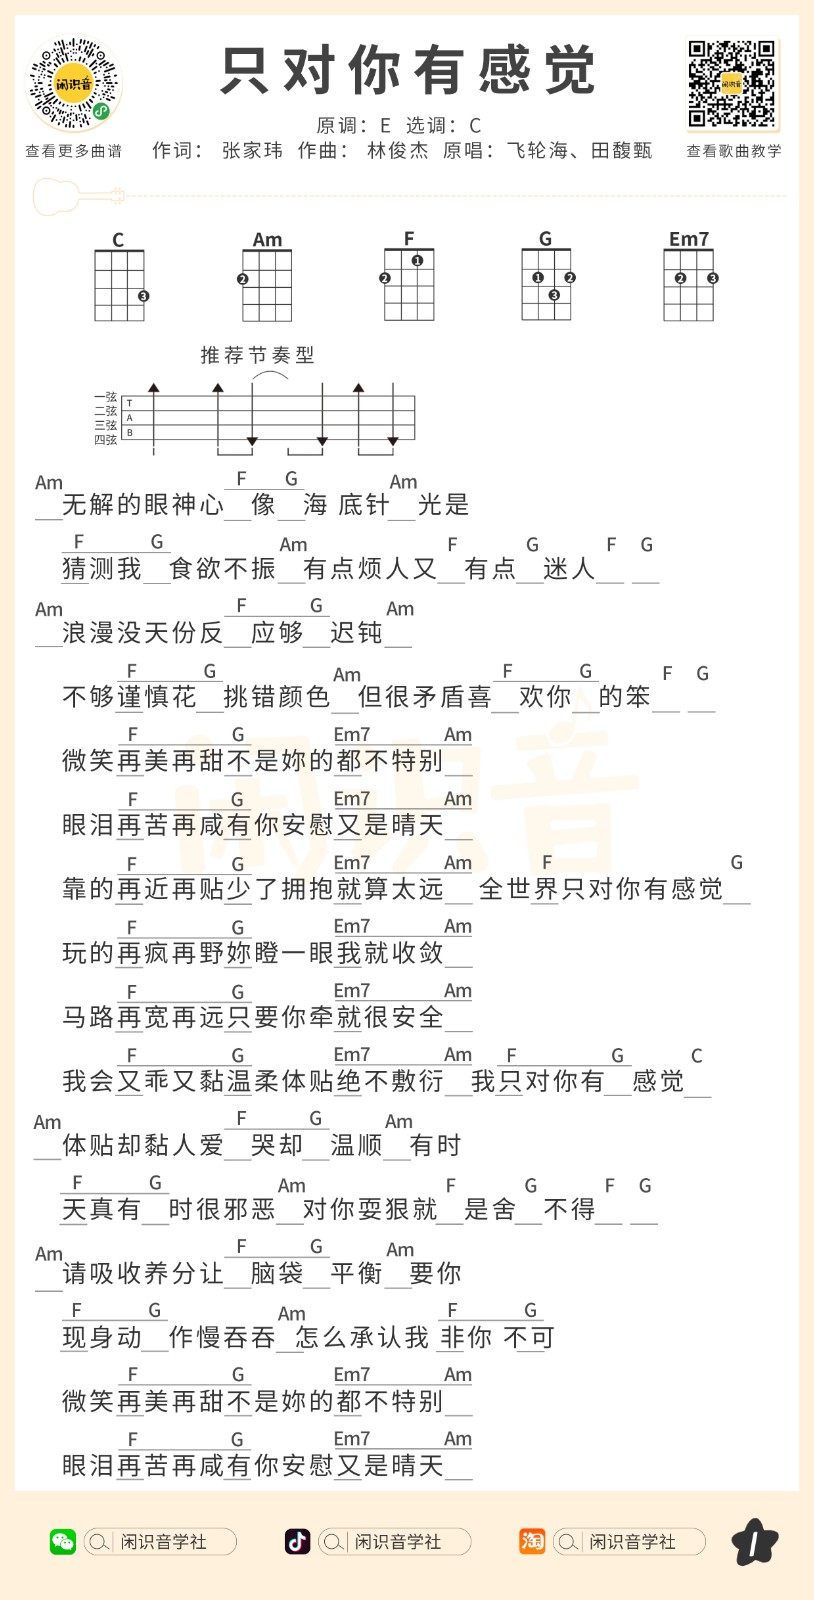 闲识音
只对你有感觉
闲识音
原调：E 选调：C
查看更多曲谱 作词： 张家玮 作曲： 林俊杰 原唱：飞轮海、田馥甄 查看歌曲教学
C Am F G Em7
3 2 2 1 1 3 2 2 3
推荐节奏型
一弦 T
二弦 A
三弦 B
四弦
Am F G Am
无解的眼神心 像 海 底针 光是
F G Am F G F G
猜测我 食欲不振 有点烦人又 有点 迷人
Am F G Am
浪漫没天份反 应够 迟钝
F G Am F G F G
不够谨慎花 挑错颜色 但很矛盾喜 欢你 的笨
F G Em7 Am
微笑再美再甜不是妳的都不特别
F G Em7 Am
眼泪再苦再咸有你安慰又是晴天
F G Em7 Am F G
靠的再近再贴少了拥抱就算太远 全世界只对你有感觉
F G Em7 Am
玩的再疯再野妳瞪一眼我就收敛
F G Em7 Am
马路再宽再远只要你牵就很安全
F G Em7 Am F G C
我会又乖又黏温柔体贴绝不敷衍 我只对你有 感觉
Am F G Am
体贴却黏人爱 哭却 温顺 有时
F G Am F G F G
天真有 时很邪恶 对你耍狠就 是舍 不得
Am F G Am
请吸收养分让 脑袋 平衡 要你
F G Am F G
现身动 作慢吞吞 怎么承认我 非你 不可
F G Em7 Am
微笑再美再甜不是妳的都不特别
F G Em7 Am
眼泪再苦再咸有你安慰又是晴天
闲识音
闲识音学社 闲识音学社 淘 闲识音学社 1